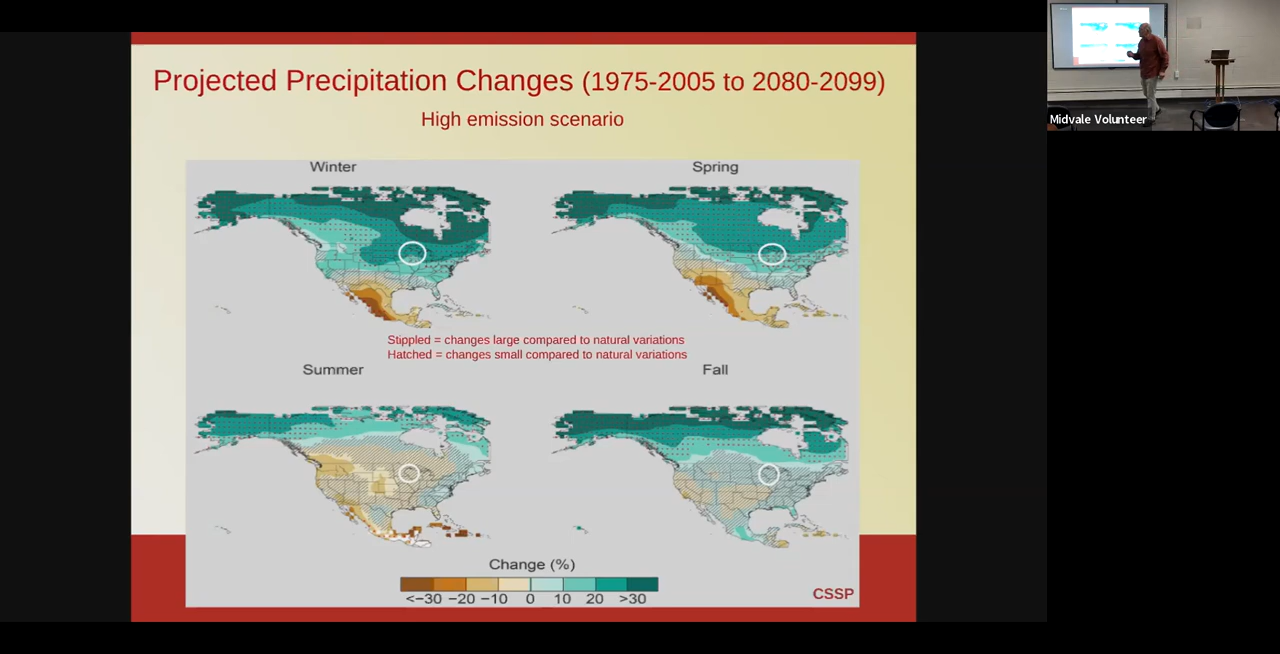 Projected Precipitation Changes (1975-2005 to 2080-2099)
High emission scenario
Winter
Spring
Stippled = changes large compared to natural variations
Hatched = changes small compared to natural variations
Summer
Fall
Change (%)
<−30 −20 −10 0 10 20 >30
CSSP
Midvale Volunteer